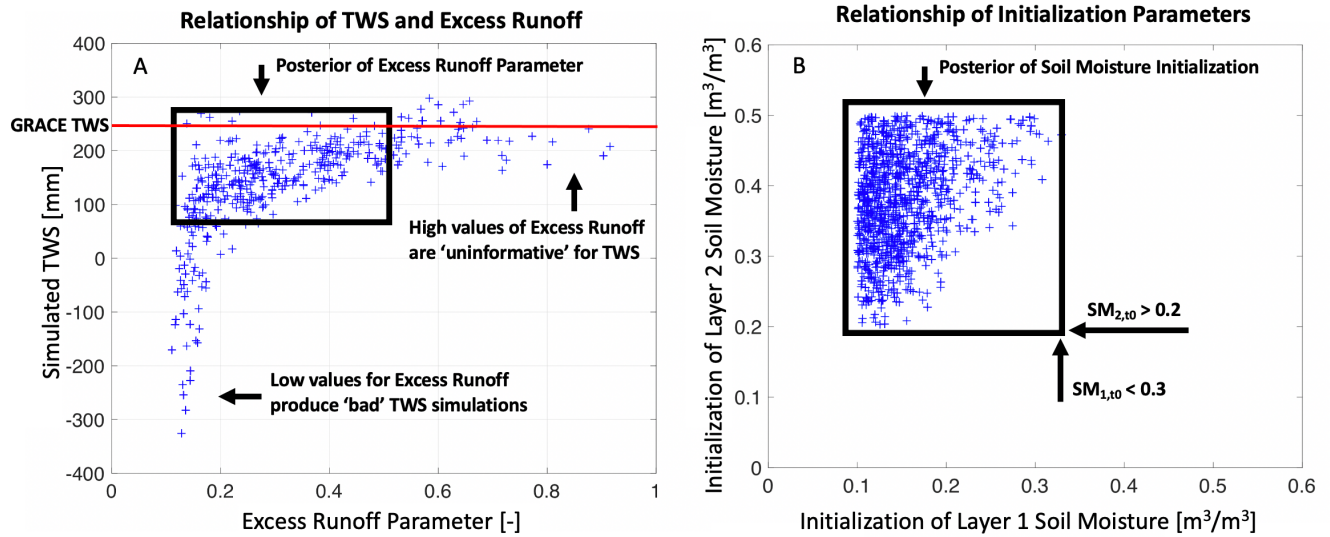 Relationship of TWS and Excess Runoff
A
Posterior of Excess Runoff Parameter
GRACE TWS
High values of Excess Runoff
are ‘uninformative’ for TWS
Low values for Excess Runoff
produce ‘bad’ TWS simulations
Simulated TWS [mm]
400
300
200
100
0
-100
-200
-300
-400
0
0.2
0.4
0.6
0.8
1
Excess Runoff Parameter [-]
Relationship of Initialization Parameters
B
Posterior of Soil Moisture Initialization
SM2,t0 > 0.2
SM1,t0 < 0.3
Initialization of Layer 2 Soil Moisture [m³/m³]
0.6
0.5
0.4
0.3
0.2
0.1
0
0
0.1
0.2
0.3
0.4
0.5
0.6
Initialization of Layer 1 Soil Moisture [m³/m³]